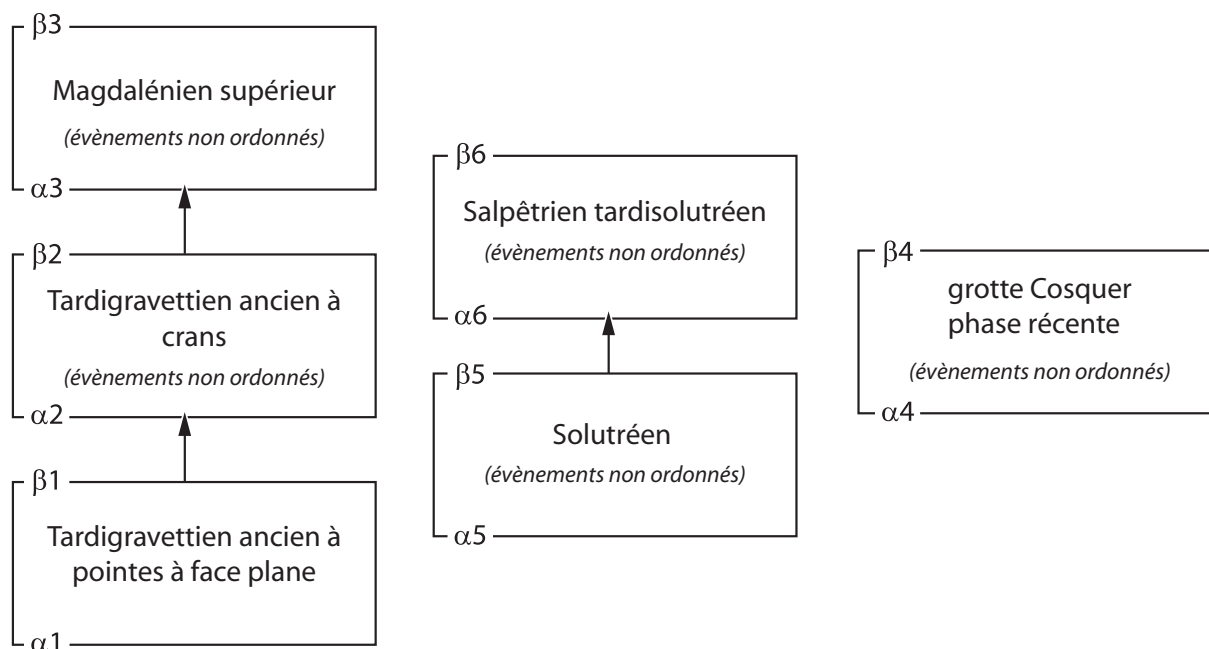 β3
Magdalénien supérieur
(évènements non ordonnés)
α3
β2
Tardigravettien ancien à
crans
(évènements non ordonnés)
α2
β1
Tardigravettien ancien à
pointes à face plane
α1
β6
Salpêtrien tardisolutréen
(évènements non ordonnés)
α6
β5
Solutréen
(évènements non ordonnés)
α5
β4
grotte Cosquer
phase récente
(évènements non ordonnés)
α4